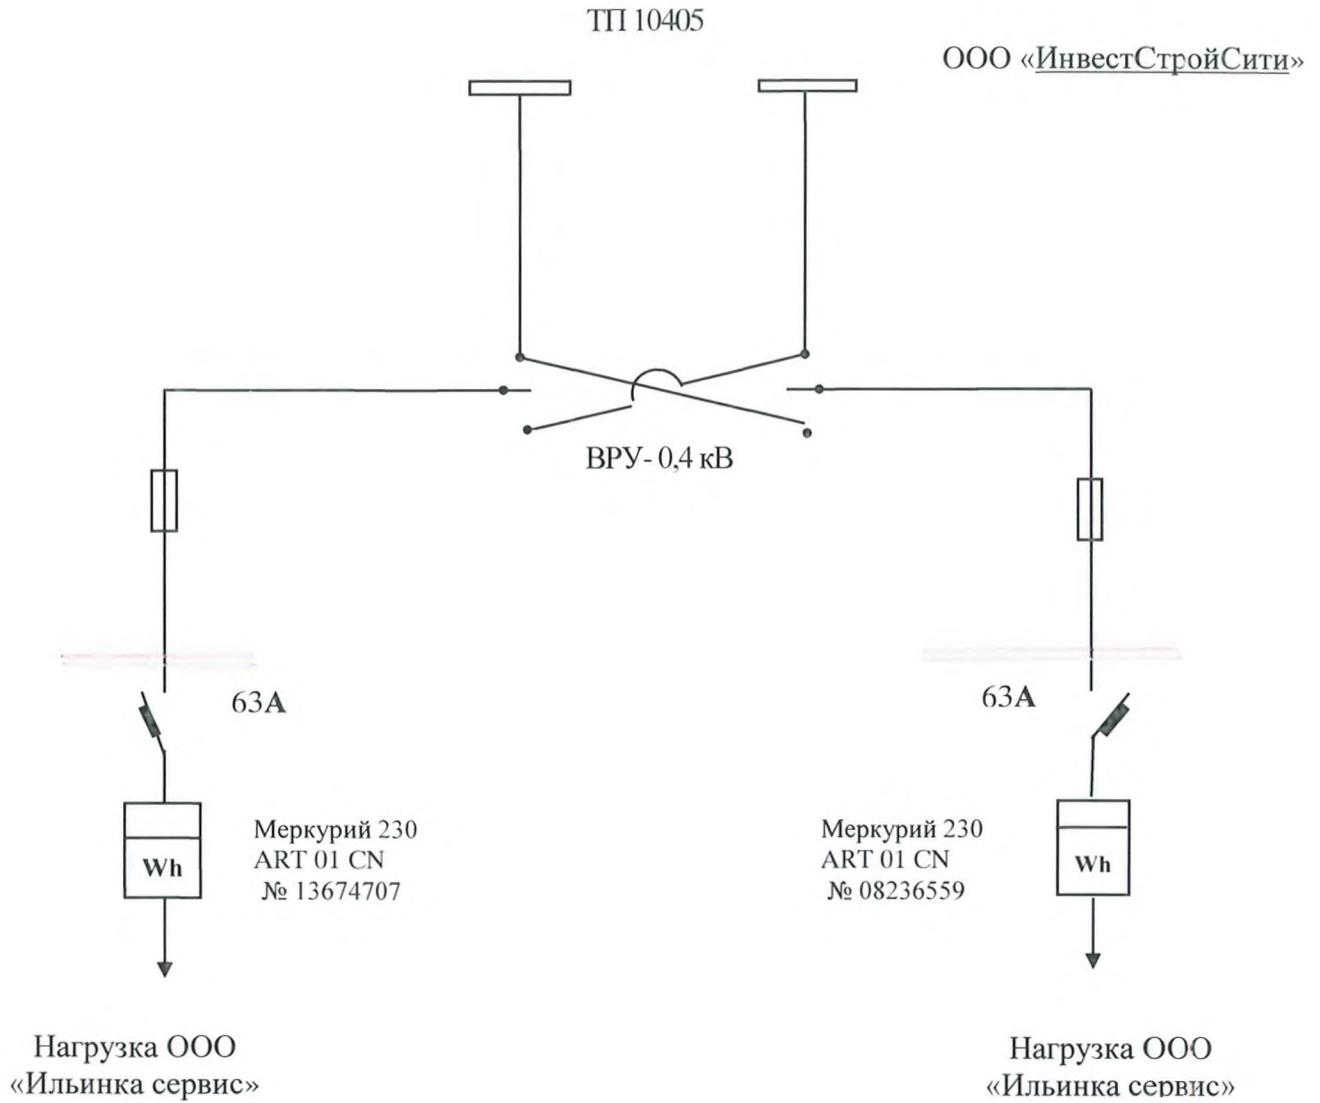 ТП 10405
ООО «ИнвестСтройСити»
ВРУ- 0,4 кВ
63А
63А
Меркурий 230
ART 01 CN
№ 13674707
Wh
Меркурий 230
ART 01 CN
№ 08236559
Wh
Нагрузка ООО
«Ильинка сервис»
Нагрузка ООО
«Ильинка сервис»